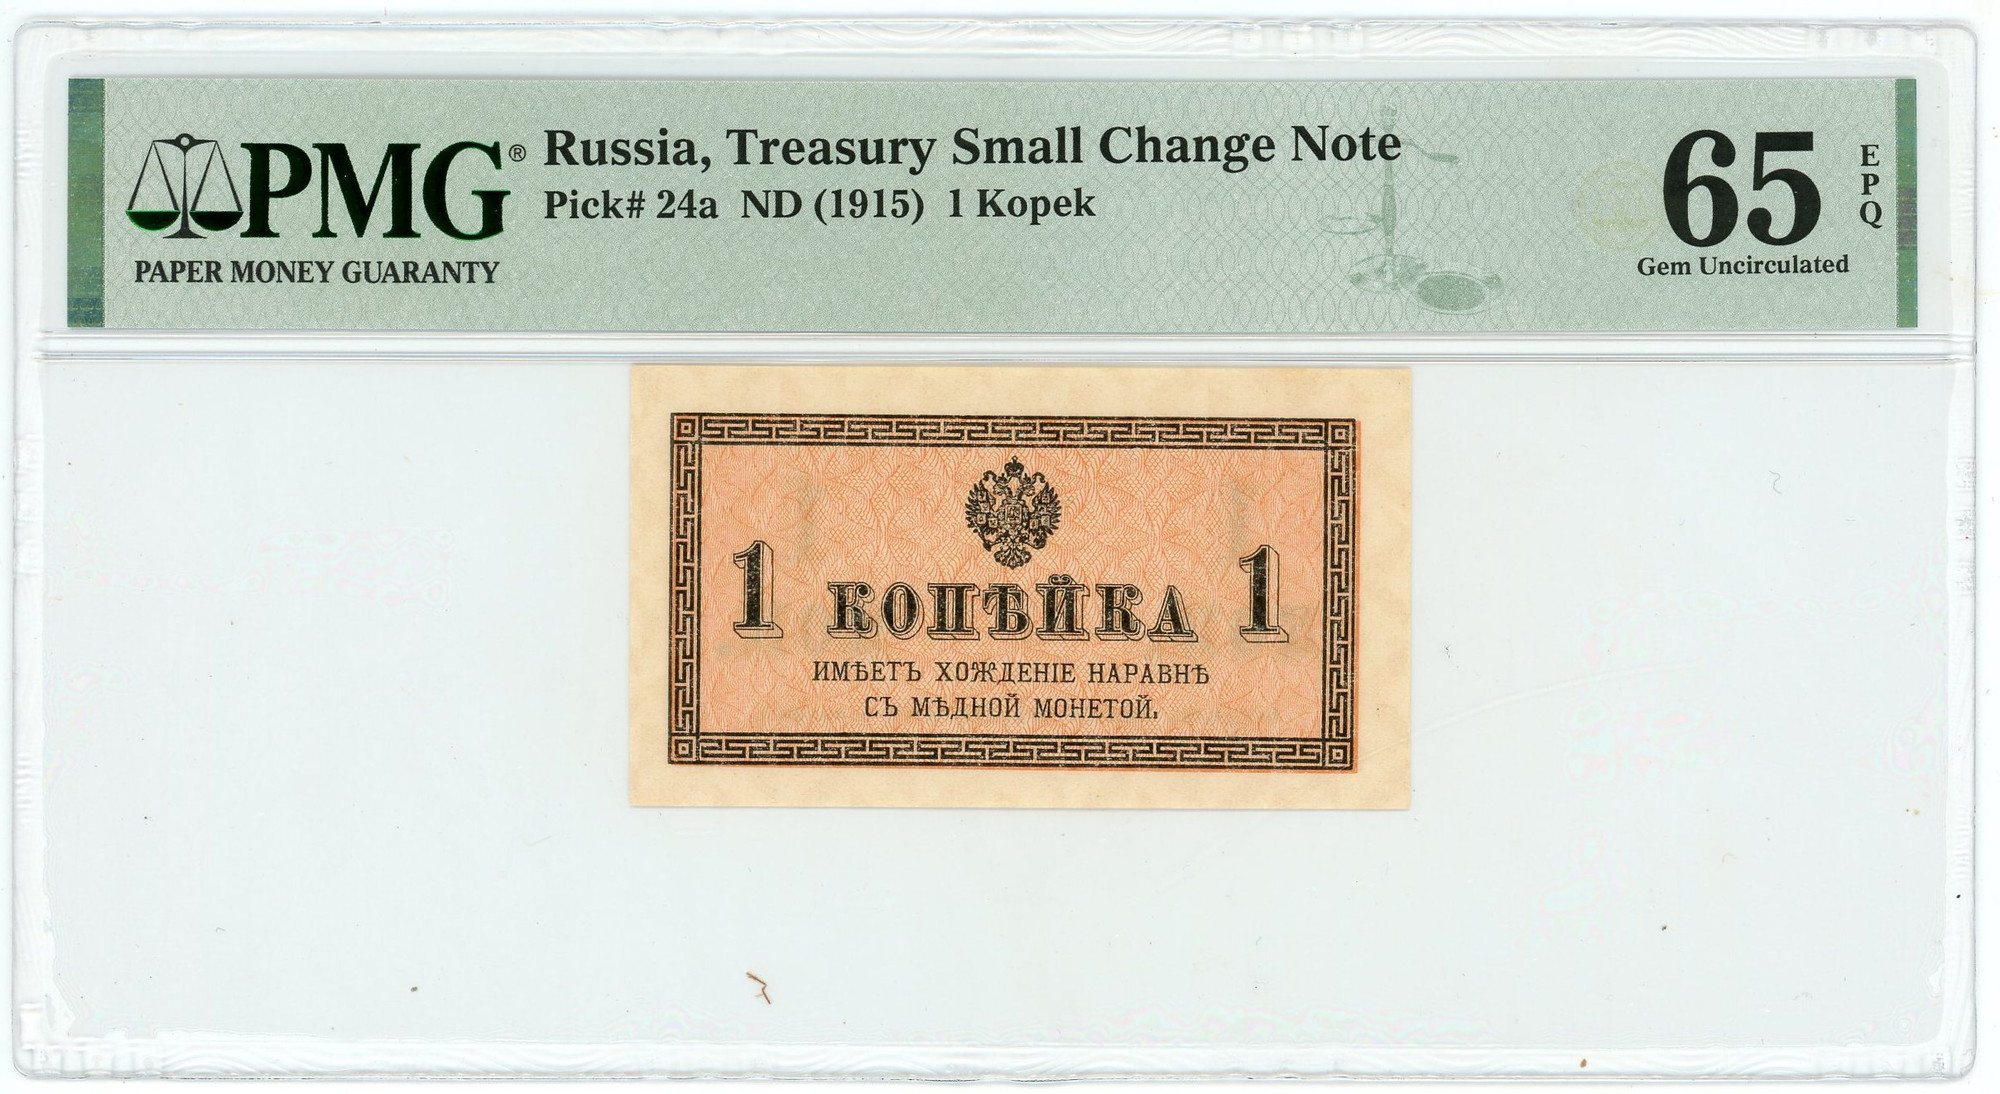 PMG®
PAPER MONEY GUARANTY
Russia, Treasury Small Change Note
Pick# 24a ND (1915) 1 Kopek
65
EPQ
Gem Uncirculated
1 КОПѢЙКА 1
ИМѢЕТЪ ХОЖДЕНІЕ НАРАВНѢ
СЪ МѢДНОЙ МОНЕТОЙ.